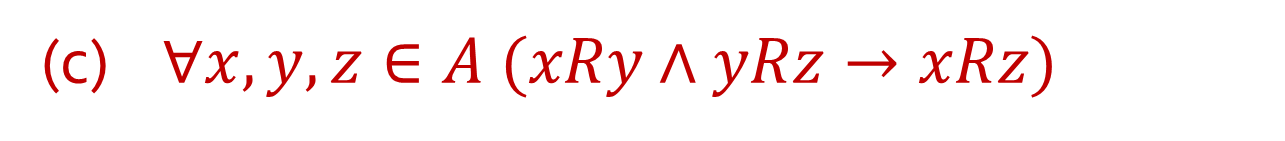 (c) ∀x, y, z ∈ A (xRy ∧ yRz → xRz)